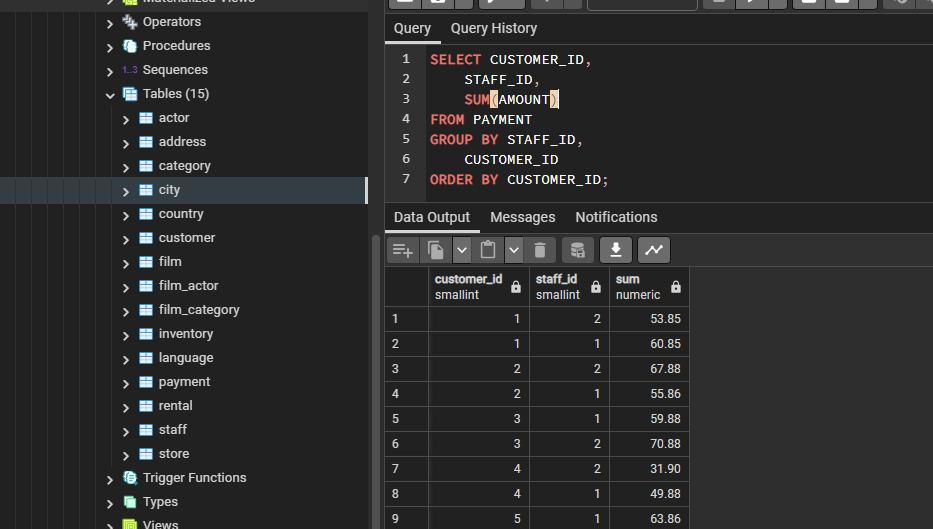 Materialized Views
Operators
Procedures
1..3 Sequences
Tables (15)
actor
address
category
city
country
customer
film
film_actor
film_category
inventory
language
payment
rental
staff
store
Trigger Functions
Types
Views
Query Query History
1 SELECT CUSTOMER_ID,
2 STAFF_ID,
3 SUM(AMOUNT)
4 FROM PAYMENT
5 GROUP BY STAFF_ID,
6 CUSTOMER_ID
7 ORDER BY CUSTOMER_ID;
Data Output Messages Notifications
customer_id staff_id sum
smallint smallint numeric
1 1 2 53.85
2 1 1 60.85
3 2 2 67.88
4 2 1 55.86
5 3 1 59.88
6 3 2 70.88
7 4 2 31.90
8 4 1 49.88
9 5 1 63.86